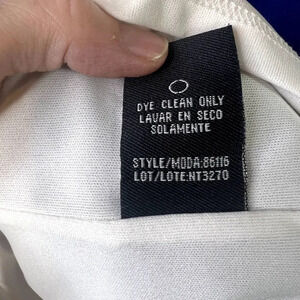 DYE CLEAN ONLY
LAVAR EN SECO
SOLAMENTE
STYLE/MODA:86116
LOT/LOTE:NT3270